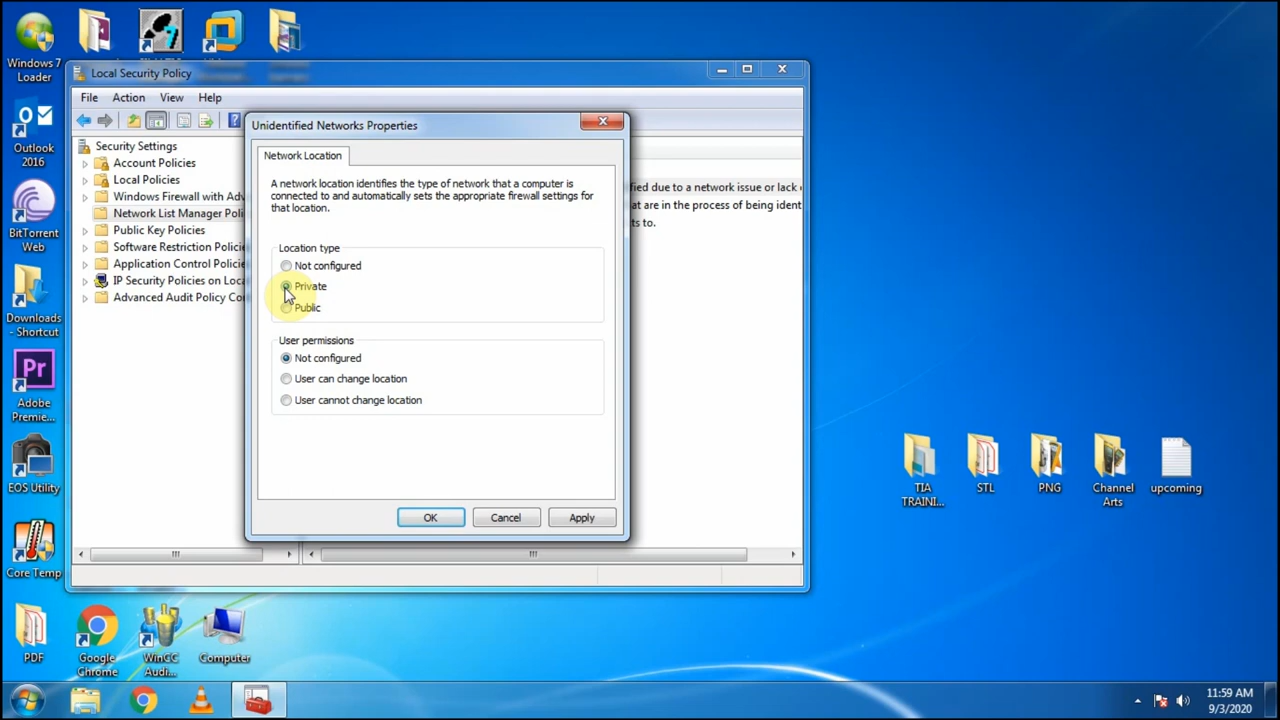 Windows 7
Loader
Outlook
2016
BitTorrent
Web
Downloads
- Shortcut
Adobe
Premie...
EOS Utility
Core Temp
PDF
Google
Chrome
WinCC
Audi...
Computer
Local Security Policy
File Action View Help
Security Settings
Account Policies
Local Policies
Windows Firewall with Adv
Network List Manager Poli
Public Key Policies
Software Restriction Policie
Application Control Policie
IP Security Policies on Loca
Advanced Audit Policy Co
fied due to a network issue or lack
at are in the process of being ident
ts to.
Unidentified Networks Properties
Network Location
A network location identifies the type of network that a computer is
connected to and automatically sets the appropriate firewall settings for
that location.
Location type
Not configured
Private
Public
User permissions
Not configured
User can change location
User cannot change location
OK Cancel Apply
TIA
TRAINI...
STL
PNG
Channel
Arts
upcoming
11:59 AM
9/3/2020